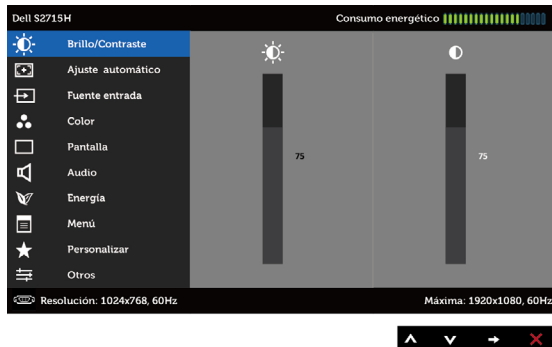 Dell S2715H
Consumo energético
Brillo/Contraste
Ajuste automático
Fuente entrada
Color
Pantalla
Audio
Energía
Menú
Personalizar
Otros
75
75
Resolución: 1024x768, 60Hz
Máxima: 1920x1080, 60Hz